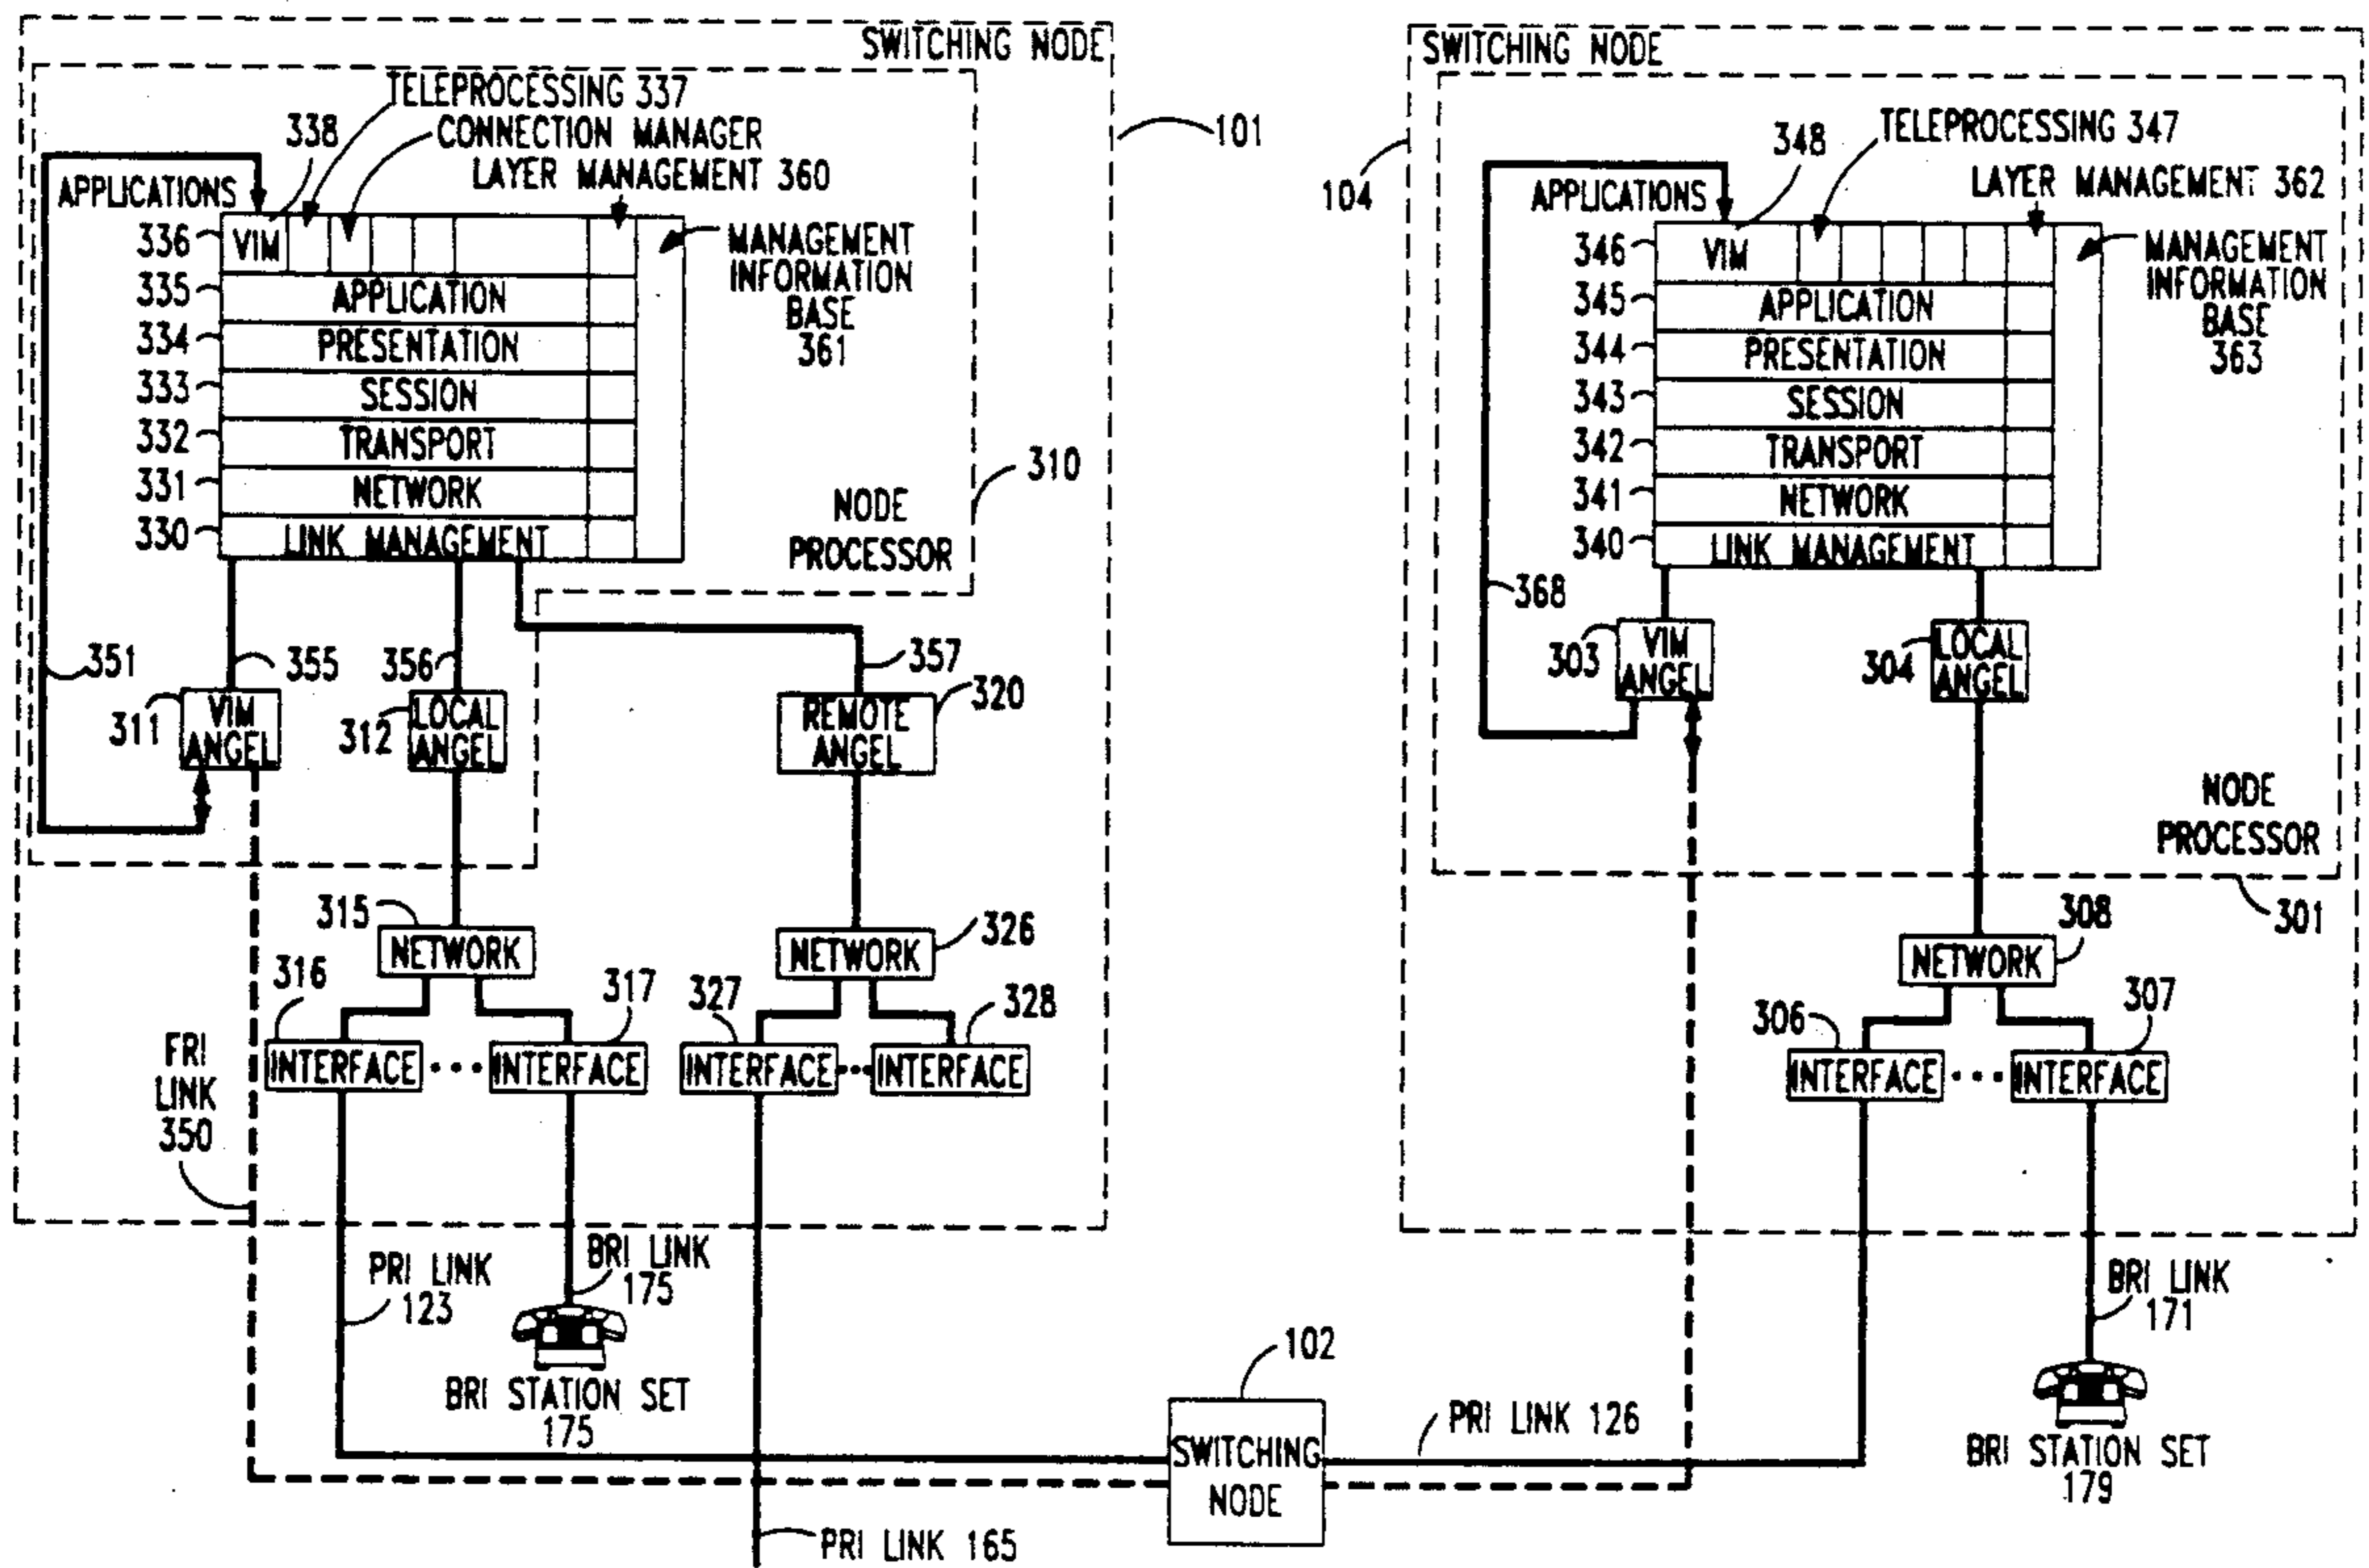 SWITCHING NODE
TELEPROCESSING 337
CONNECTION MANAGER
338
LAYER MANAGEMENT 360
101
APPLICATIONS
336
VIM
335
APPLICATION
334
PRESENTATION
333
SESSION
332
TRANSPORT
331
NETWORK
330
LINK MANAGEMENT
MANAGEMENT
INFORMATION
BASE
361
310
NODE
PROCESSOR
351
355
356
357
311
VIM
ANGEL
312
LOCAL
ANGEL
REMOTE
ANGEL
320
315
NETWORK
NETWORK
326
316
317
327
328
INTERFACE
INTERFACE
INTERFACE
INTERFACE
FRI
LINK
350
PRI LINK
123
BRI LINK
175
BRI STATION SET
175
PRI LINK 165
102
SWITCHING
NODE
PRI LINK 126
SWITCHING NODE
104
348
TELEPROCESSING 347
LAYER MANAGEMENT 362
APPLICATIONS
346
VIM
345
APPLICATION
344
PRESENTATION
343
SESSION
342
TRANSPORT
341
NETWORK
340
LINK MANAGEMENT
MANAGEMENT
INFORMATION
BASE
363
368
303
VIM
ANGEL
304
LOCAL
ANGEL
NODE
PROCESSOR
301
308
NETWORK
306
307
INTERFACE
INTERFACE
BRI LINK
171
BRI STATION SET
179